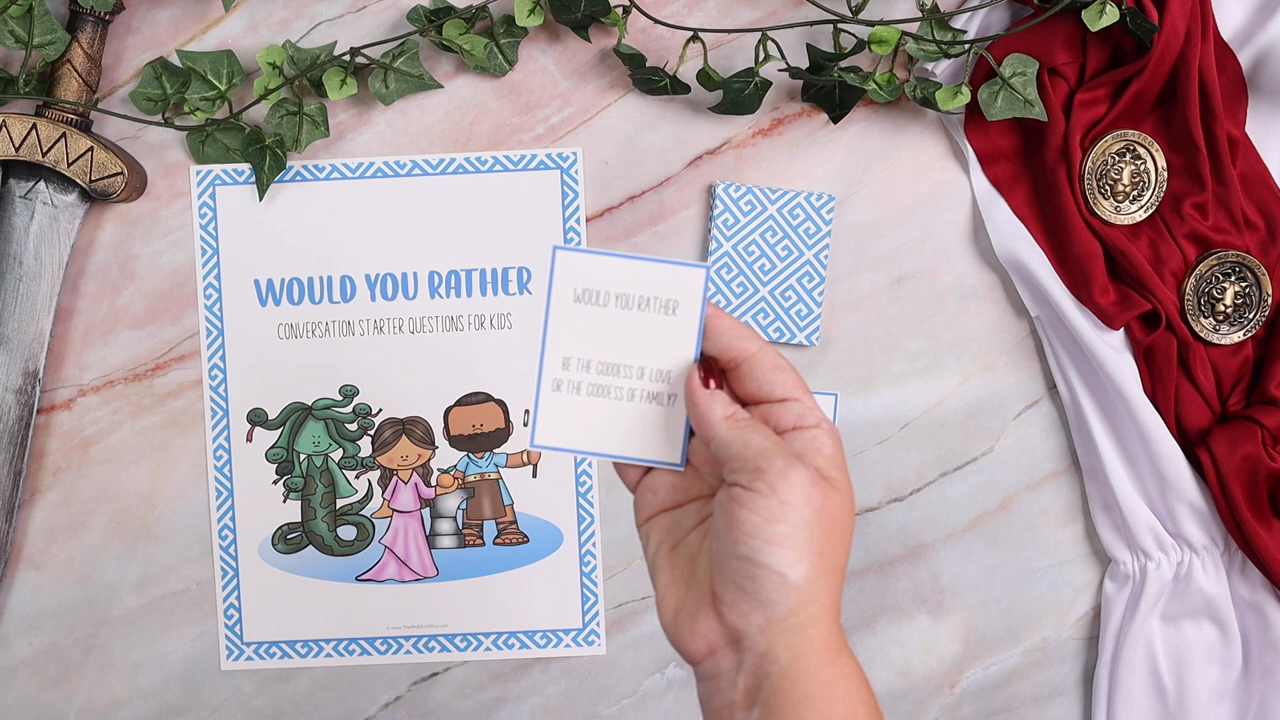 WOULD YOU RATHER
CONVERSATION STARTER QUESTIONS FOR KIDS
WOULD YOU RATHER
BE THE GODDESS OF LOVE
OR THE GODDESS OF FAMILY?